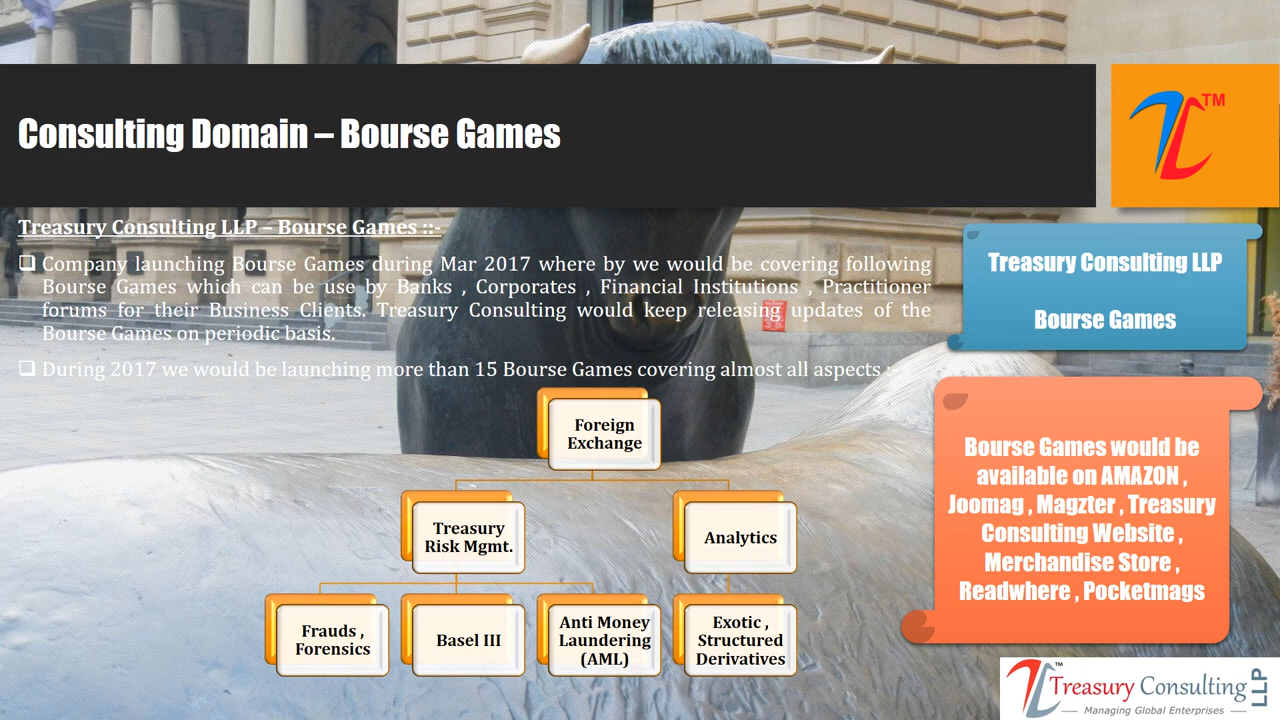 Consulting Domain – Bourse Games
TM
Treasury Consulting LLP – Bourse Games ::-
❑ Company launching Bourse Games during Mar 2017 where by we would be covering following
Bourse Games which can be use by Banks , Corporates , Financial Institutions , Practitioner
forums for their Business Clients. Treasury Consulting would keep releasing updates of the
Bourse Games on periodic basis.
❑ During 2017 we would be launching more than 15 Bourse Games covering almost all aspects :-
Treasury Consulting LLP
Bourse Games
Foreign
Exchange
Treasury
Risk Mgmt.
Analytics
Frauds ,
Forensics
Basel III
Anti Money
Laundering
(AML)
Exotic ,
Structured
Derivatives
Bourse Games would be
available on AMAZON ,
Joomag , Magzter , Treasury
Consulting Website ,
Merchandise Store ,
Readwhere , Pocketmags
TM
Treasury Consulting LLP
— Managing Global Enterprises —